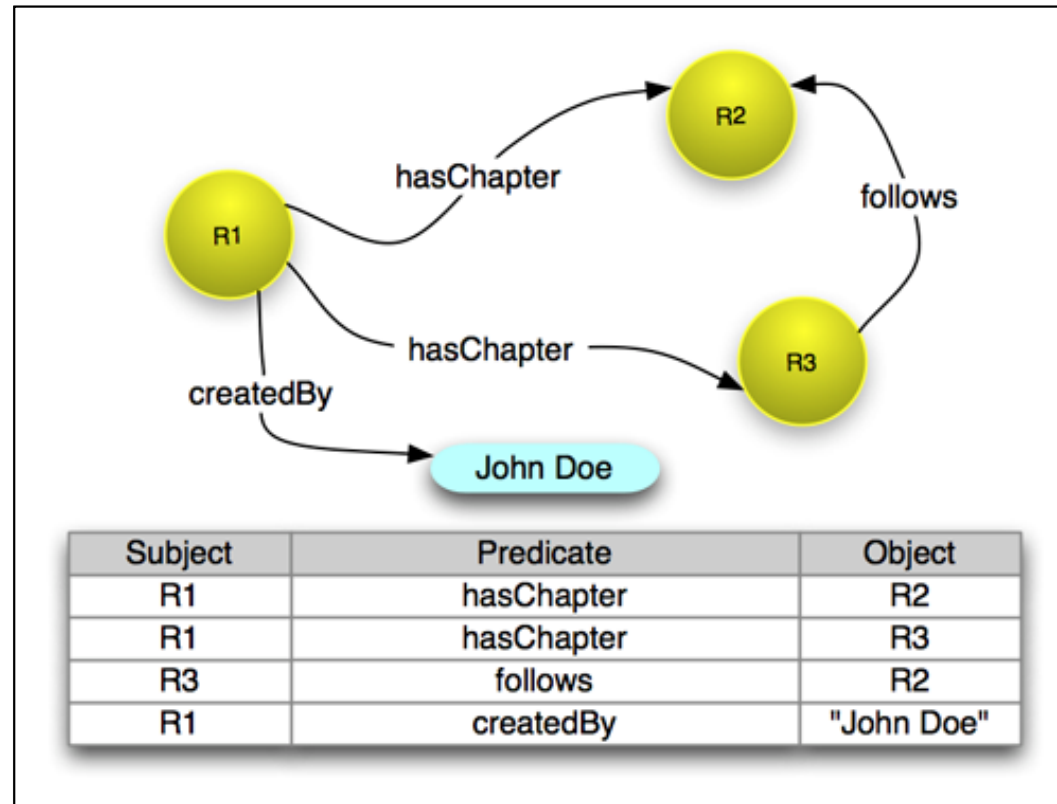 R2
hasChapter
follows
R1
hasChapter
R3
createdBy
John Doe
Subject Predicate Object
R1 hasChapter R2
R1 hasChapter R3
R3 follows R2
R1 createdBy "John Doe"